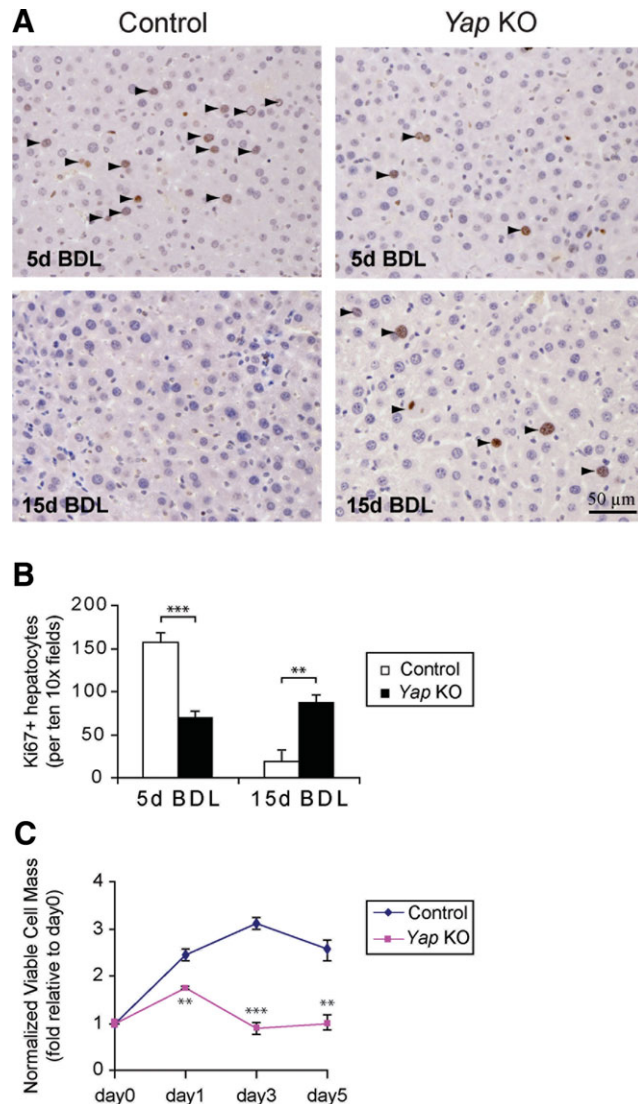 A
Control
Yap KO
5d BDL
5d BDL
15d BDL
15d BDL
50 µm
B
Ki67+ hepatocytes
(per ten 10x fields)
200
150
100
50
0
***
**
5d BDL
15d BDL
Control
Yap KO
C
Normalized Viable Cell Mass
(fold relative to day0)
4
3
2
1
0
**
***
**
day0
day1
day3
day5
Control
Yap KO